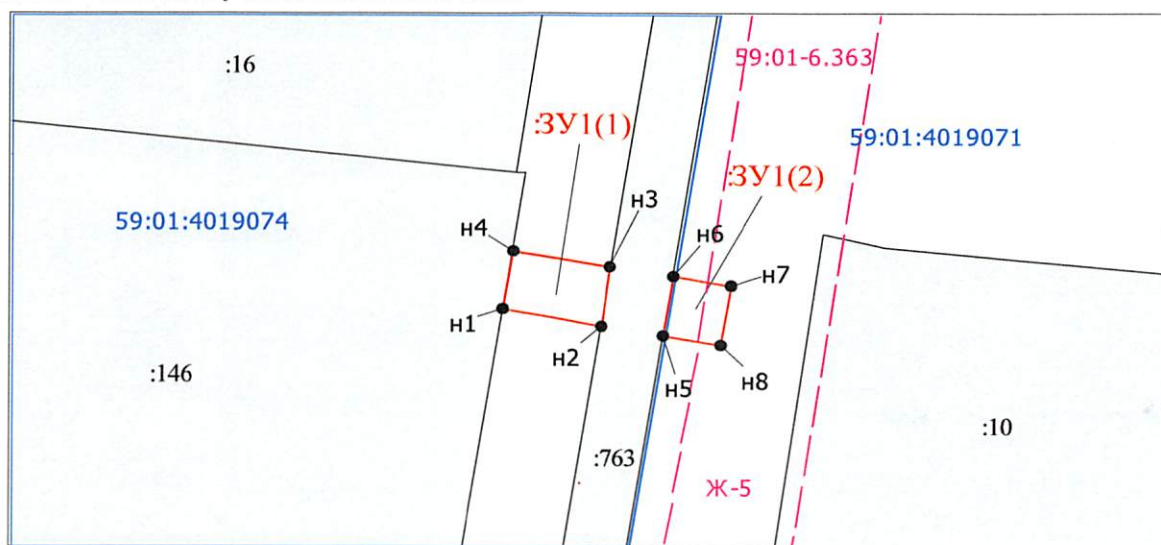 59:01-6.363
:16
:ЗУ1(1)
59:01:4019071
:ЗУ1(2)
59:01:4019074
н3
н4
н6
н7
н1
н2
н5
н8
:146
:10
:763
Ж-5